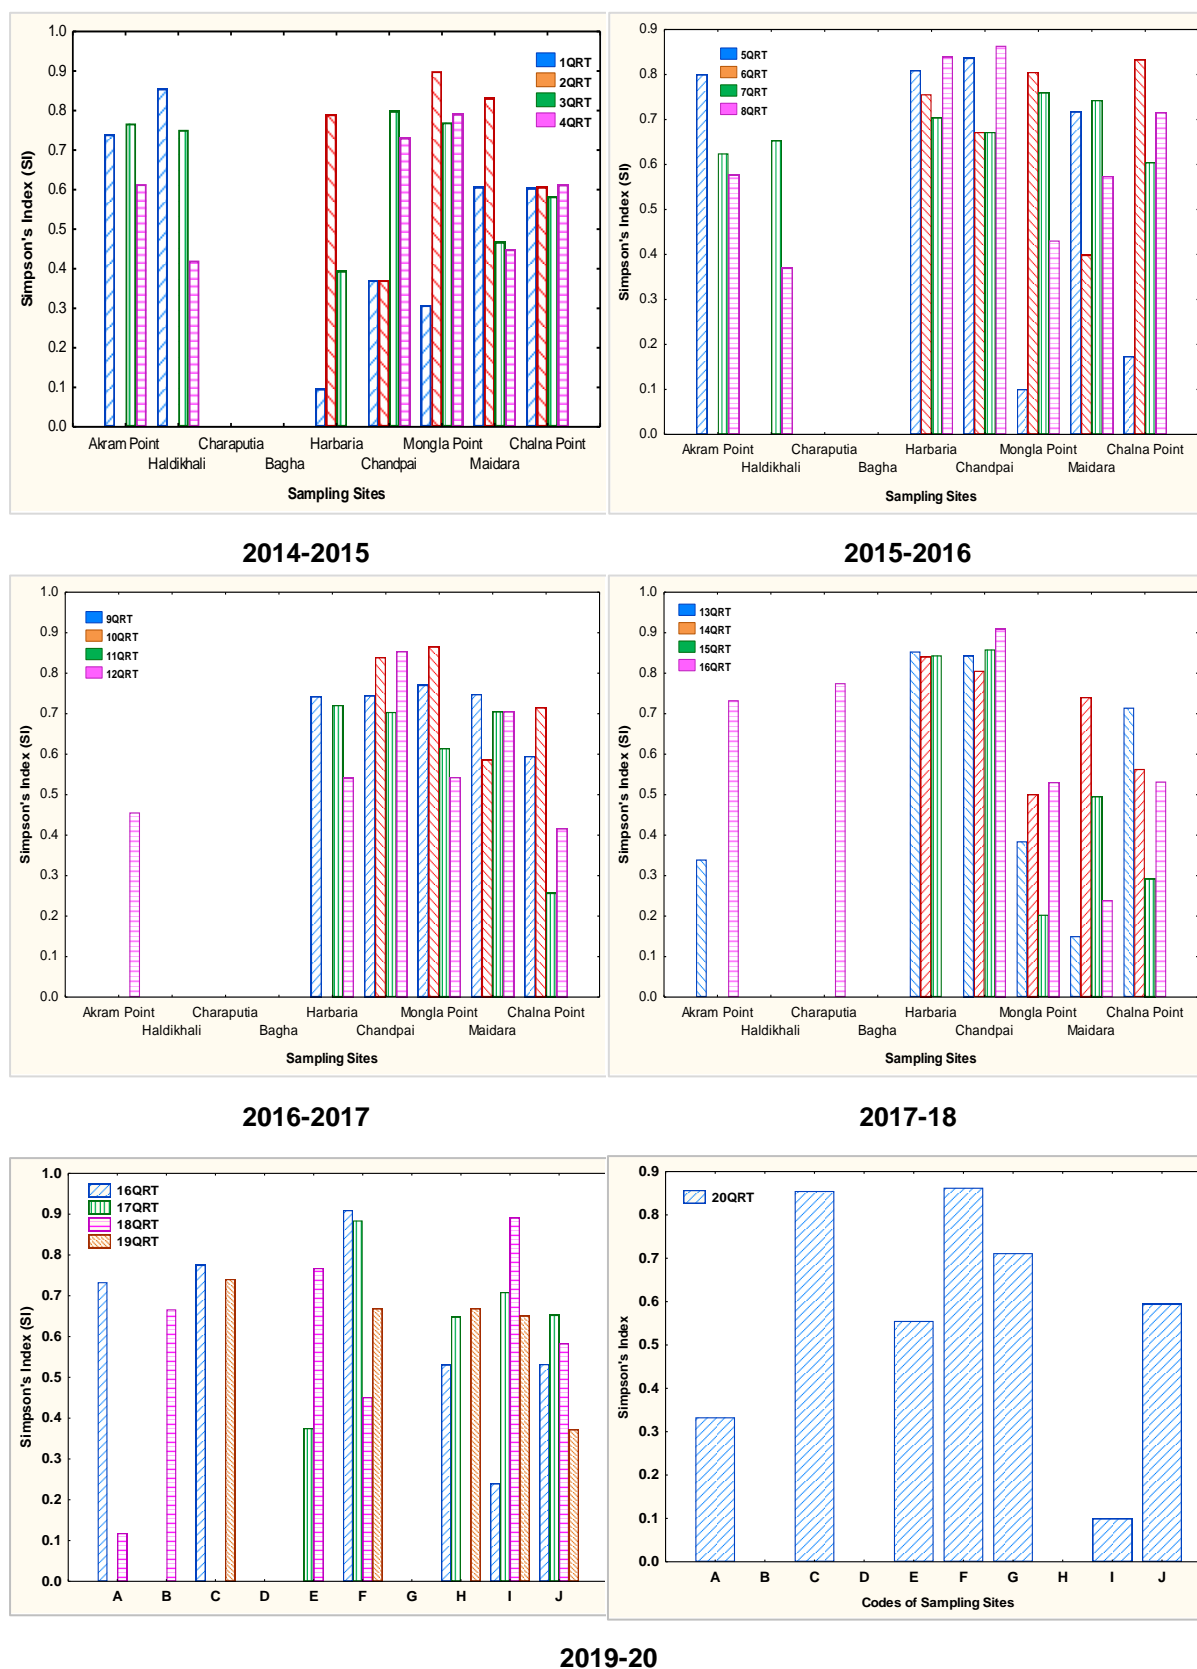 1.0
0.9
0.8
0.7
0.6
0.5
0.4
0.3
0.2
0.1
0.0
Simpson's Index (SI)
1QRT
2QRT
3QRT
4QRT
Akram Point Charaputia Harbaria Mongla Point Chalna Point
Haldikhali Bagha Chandpai Maidara
Sampling Sites
2014-2015
0.9
0.8
0.7
0.6
0.5
0.4
0.3
0.2
0.1
0.0
Simpson's Index (SI)
5QRT
6QRT
7QRT
8QRT
Akram Point Charaputia Harbaria Mongla Point Chalna Point
Haldikhali Bagha Chandpai Maidara
Sampling Sites
2015-2016
1.0
0.9
0.8
0.7
0.6
0.5
0.4
0.3
0.2
0.1
0.0
Simpson's Index (SI)
9QRT
10QRT
11QRT
12QRT
Akram Point Charaputia Harbaria Mongla Point Chalna Point
Haldikhali Bagha Chandpai Maidara
Sampling Sites
2016-2017
1.0
0.9
0.8
0.7
0.6
0.5
0.4
0.3
0.2
0.1
0.0
Simpson's Index (SI)
13QRT
14QRT
15QRT
16QRT
Akram Point Charaputia Harbaria Mongla Point Chalna Point
Haldikhali Bagha Chandpai Maidara
Sampling Sites
2017-18
1.0
0.9
0.8
0.7
0.6
0.5
0.4
0.3
0.2
0.1
0.0
Simpson's Index (SI)
16QRT
17QRT
18QRT
19QRT
A B C D E F G H I J
0.9
0.8
0.7
0.6
0.5
0.4
0.3
0.2
0.1
0.0
Simpson's Index
20QRT
A B C D E F G H I J
Codes of Sampling Sites
2019-20